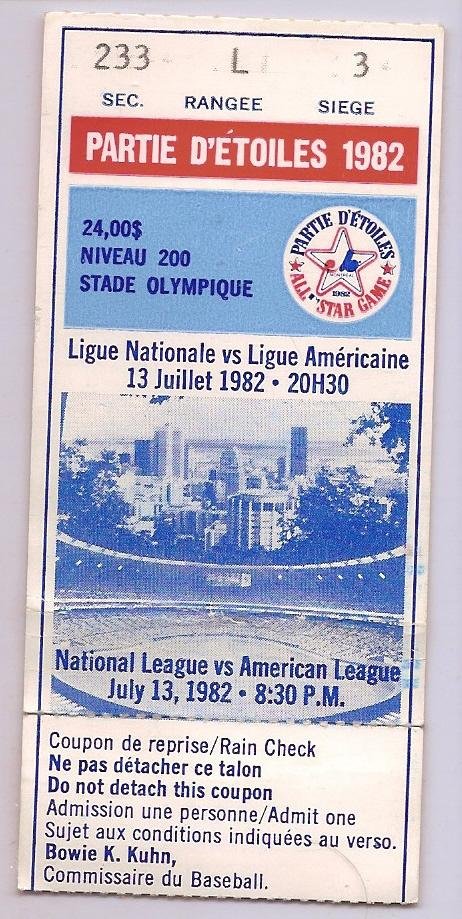 233 L 3
SEC. RANGEE SIEGE
PARTIE D'ÉTOILES 1982
24,00$
NIVEAU 200
STADE OLYMPIQUE
PARTIE D'ÉTOILES
MONTRÉAL
1982
ALL STAR GAME
Ligue Nationale vs Ligue Américaine
13 Juillet 1982 • 20H30
National League vs American League
July 13, 1982 • 8:30 P.M.
Coupon de reprise/Rain Check
Ne pas détacher ce talon
Do not detach this coupon
Admission une personne/Admit one
Sujet aux conditions indiquées au verso.
Bowie K. Kuhn,
Commissaire du Baseball.